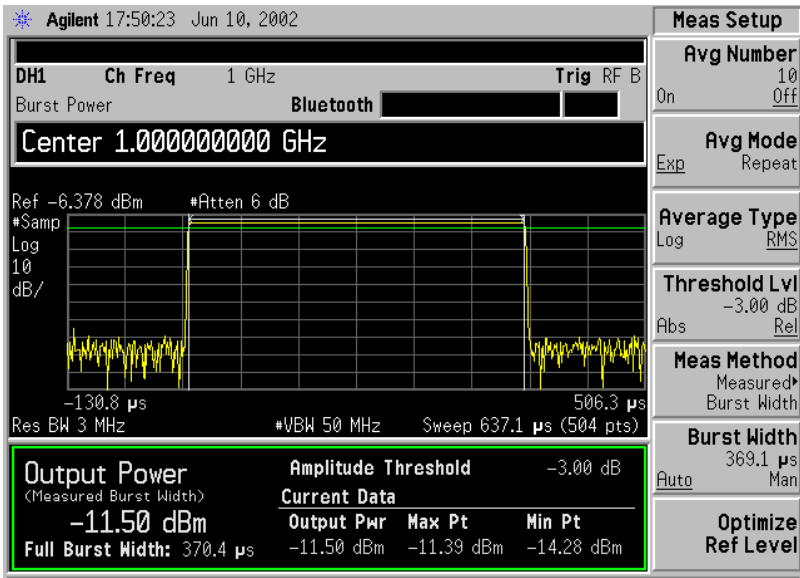 Agilent 17:50:23 Jun 10, 2002
Meas Setup
DH1 Ch Freq 1 GHz Trig RF B
Burst Power Bluetooth
Center 1.000000000 GHz
Ref -6.378 dBm #Atten 6 dB
#Samp
Log
10
dB/
-130.8 µs 506.3 µs
Res BW 3 MHz #VBW 50 MHz Sweep 637.1 µs (504 pts)
Output Power
(Measured Burst Width)
-11.50 dBm
Full Burst Width: 370.4 µs
Amplitude Threshold -3.00 dB
Current Data
Output Pwr Max Pt Min Pt
-11.50 dBm -11.39 dBm -14.28 dBm
Avg Number
10
On Off
Avg Mode
Exp Repeat
Average Type
Log RMS
Threshold Lvl
-3.00 dB
Abs Rel
Meas Method
Measured▸
Burst Width
Burst Width
369.1 µs
Auto Man
Optimize
Ref Level